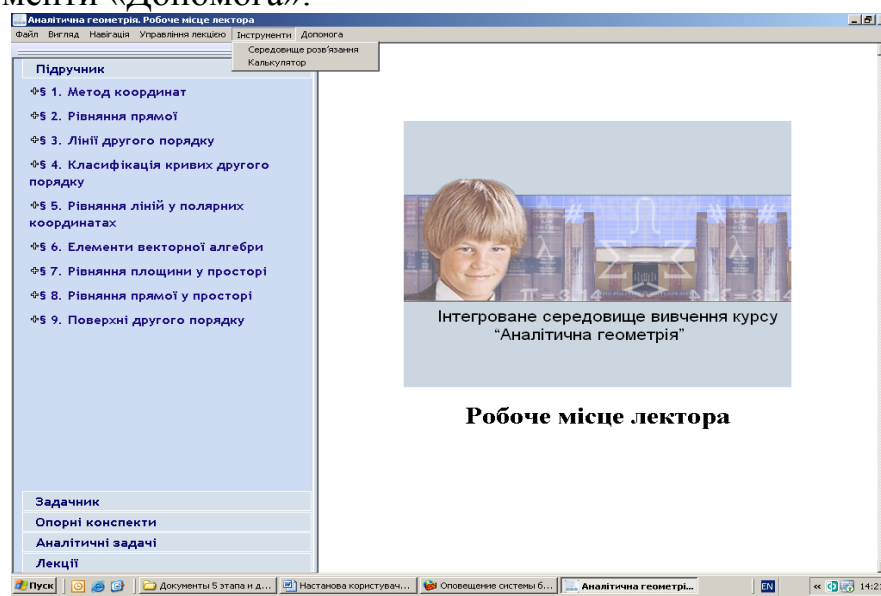 менти «Допомога».
Аналітична геометрія. Робоче місце лектора
Файл Вигляд Навігація Управління лекцією Інструменти Допомога
Середовище розв'язання
Калькулятор
Підручник
§ 1. Метод координат
§ 2. Рівняння прямої
§ 3. Лінії другого порядку
§ 4. Класифікація кривих другого
порядку
§ 5. Рівняння ліній у полярних
координатах
§ 6. Елементи векторної алгебри
§ 7. Рівняння площини у просторі
§ 8. Рівняння прямої у просторі
§ 9. Поверхні другого порядку
Інтегроване середовище вивчення курсу
“Аналітична геометрія”
Робоче місце лектора
Задачник
Опорні конспекти
Аналітичні задачі
Лекції
Пуск Документы 5 этапа и д... Настанова користувач... Оповещение системы б... Аналітична геометрі... EN « 14:2